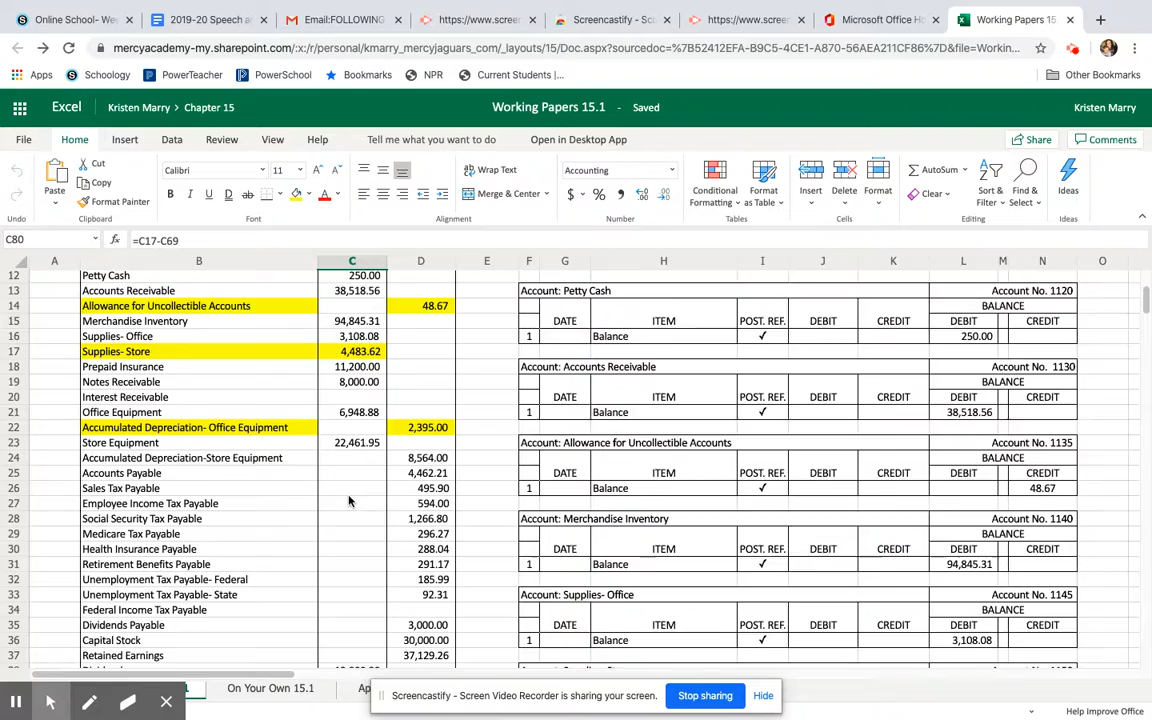 Online School- We
2019-20 Speech a
Email:FOLLOWING
https://www.scree
Screencastify - Sc
https://www.scree
Microsoft Office Ho
Working Papers 15.1
mercyacademy-my.sharepoint.com/:x:/r/personal/kmarry_mercyjaguars_com/_layouts/15/Doc.aspx?sourcedoc=%7B52412EFA-B9C5-4CE1-A870-56AEA211CF86%7D&file=Workin...
Apps Schoology PowerTeacher PowerSchool Bookmarks NPR Current Students |... Other Bookmarks
Excel Kristen Marry > Chapter 15 Working Papers 15.1 - Saved Kristen Marry
File Home Insert Data Review View Help Tell me what you want to do Open in Desktop App Share Comments
Paste Cut Copy Format Painter
Calibri 11 Wrap Text Merge & Center
Accounting
Conditional Formatting Format as Table Insert Delete Format
AutoSum Clear Sort & Filter Find & Select Ideas
Undo Clipboard Font Alignment Number Tables Cells Editing Ideas
C80 fx =C17-C69
A B C D E F G H I J K L M N O
12 Petty Cash 250.00
13 Accounts Receivable 38,518.56 Account: Petty Cash Account No. 1120
14 Allowance for Uncollectible Accounts 48.67 BALANCE
15 Merchandise Inventory 94,845.31 DATE ITEM POST. REF. DEBIT CREDIT DEBIT CREDIT
16 Supplies- Office 3,108.08 1 Balance ✓ 250.00
17 Supplies- Store 4,483.62
18 Prepaid Insurance 11,200.00 Account: Accounts Receivable Account No. 1130
19 Notes Receivable 8,000.00 BALANCE
20 Interest Receivable DATE ITEM POST. REF. DEBIT CREDIT DEBIT CREDIT
21 Office Equipment 6,948.88 1 Balance ✓ 38,518.56
22 Accumulated Depreciation- Office Equipment 2,395.00
23 Store Equipment 22,461.95 Account: Allowance for Uncollectible Accounts Account No. 1135
24 Accumulated Depreciation-Store Equipment 8,564.00 BALANCE
25 Accounts Payable 4,462.21 DATE ITEM POST. REF. DEBIT CREDIT DEBIT CREDIT
26 Sales Tax Payable 495.90 1 Balance ✓ 48.67
27 Employee Income Tax Payable 594.00
28 Social Security Tax Payable 1,266.80 Account: Merchandise Inventory Account No. 1140
29 Medicare Tax Payable 296.27 BALANCE
30 Health Insurance Payable 288.04 DATE ITEM POST. REF. DEBIT CREDIT DEBIT CREDIT
31 Retirement Benefits Payable 291.17 1 Balance ✓ 94,845.31
32 Unemployment Tax Payable- Federal 185.99
33 Unemployment Tax Payable- State 92.31 Account: Supplies- Office Account No. 1145
34 Federal Income Tax Payable BALANCE
35 Dividends Payable 3,000.00 DATE ITEM POST. REF. DEBIT CREDIT DEBIT CREDIT
36 Capital Stock 30,000.00 1 Balance ✓ 3,108.08
37 Retained Earnings 37,129.26
On Your Own 15.1
Screencastify - Screen Video Recorder is sharing your screen. Stop sharing Hide
Help Improve Office